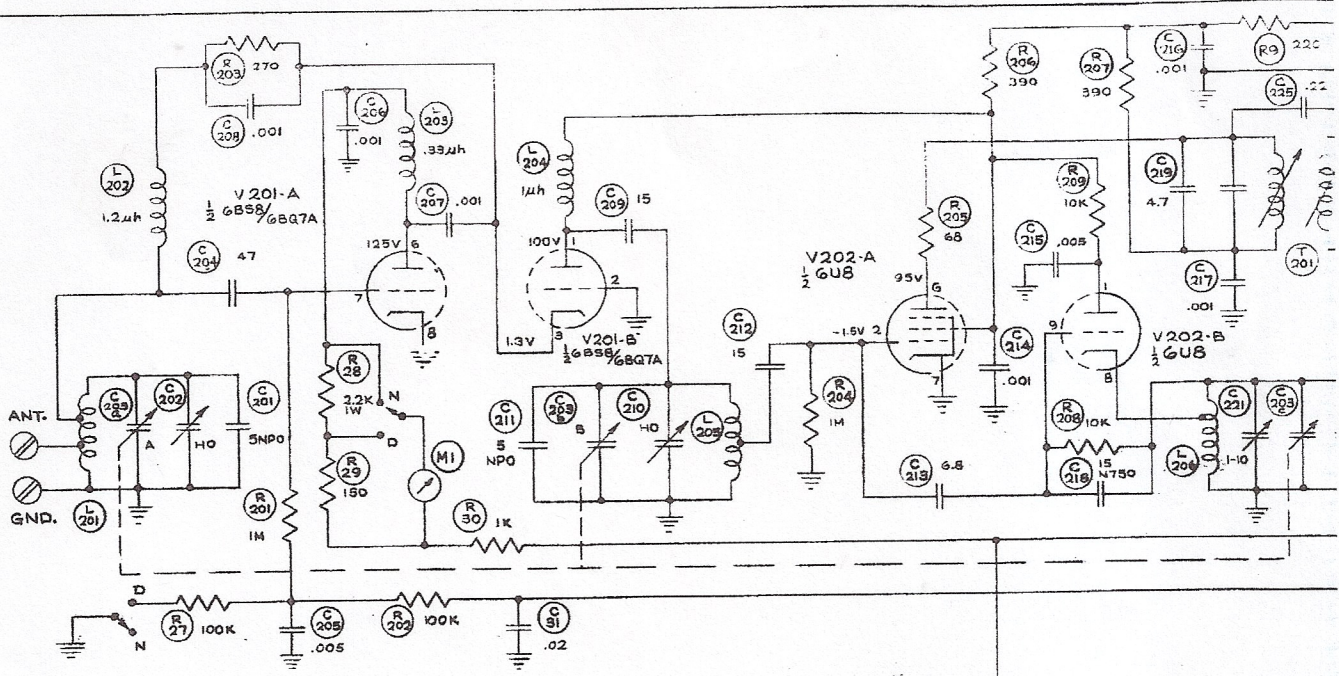 R
203
270
C
208
.001
L
202
1.2µh
V201-A
1/2 6BS8/6BQ7A
C
206
.001
L
203
.33µh
C
207
.001
C
204
47
125V
6
7
8
L
204
1µh
C
209
15
100V
1
2
3
1.3V
V201-B
1/2 6BS8/6BQ7A
R
206
390
R
207
390
C
216
.001
R9
220
C
225
.22
R
205
68
95V
6
V202-A
1/2 6U8
-1.5V
2
7
R
209
10K
C
215
.005
C
219
4.7
T
201
C
217
.001
1
9
8
V202-B
1/2 6U8
C
214
.001
C
212
15
R
204
1M
C
213
6.8
R
208
10K
C
218
15
N750
L
206
C
221
1-10
C
203
C
ANT.
GND.
L
201
C
203
A
A
C
202
HO
C
201
5NPO
R
201
1M
R
28
2.2K
1W
N
D
R
29
150
M1
R
30
1K
C
211
5
NPO
C
203
B
B
C
210
HO
L
205
D
N
R
27
100K
C
205
.005
R
202
100K
C
31
.02